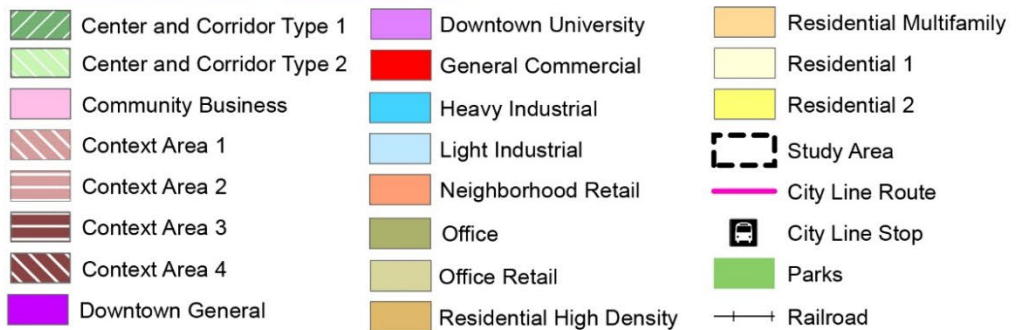 Center and Corridor Type 1
Center and Corridor Type 2
Community Business
Context Area 1
Context Area 2
Context Area 3
Context Area 4
Downtown General
Downtown University
General Commercial
Heavy Industrial
Light Industrial
Neighborhood Retail
Office
Office Retail
Residential High Density
Residential Multifamily
Residential 1
Residential 2
Study Area
City Line Route
City Line Stop
Parks
Railroad